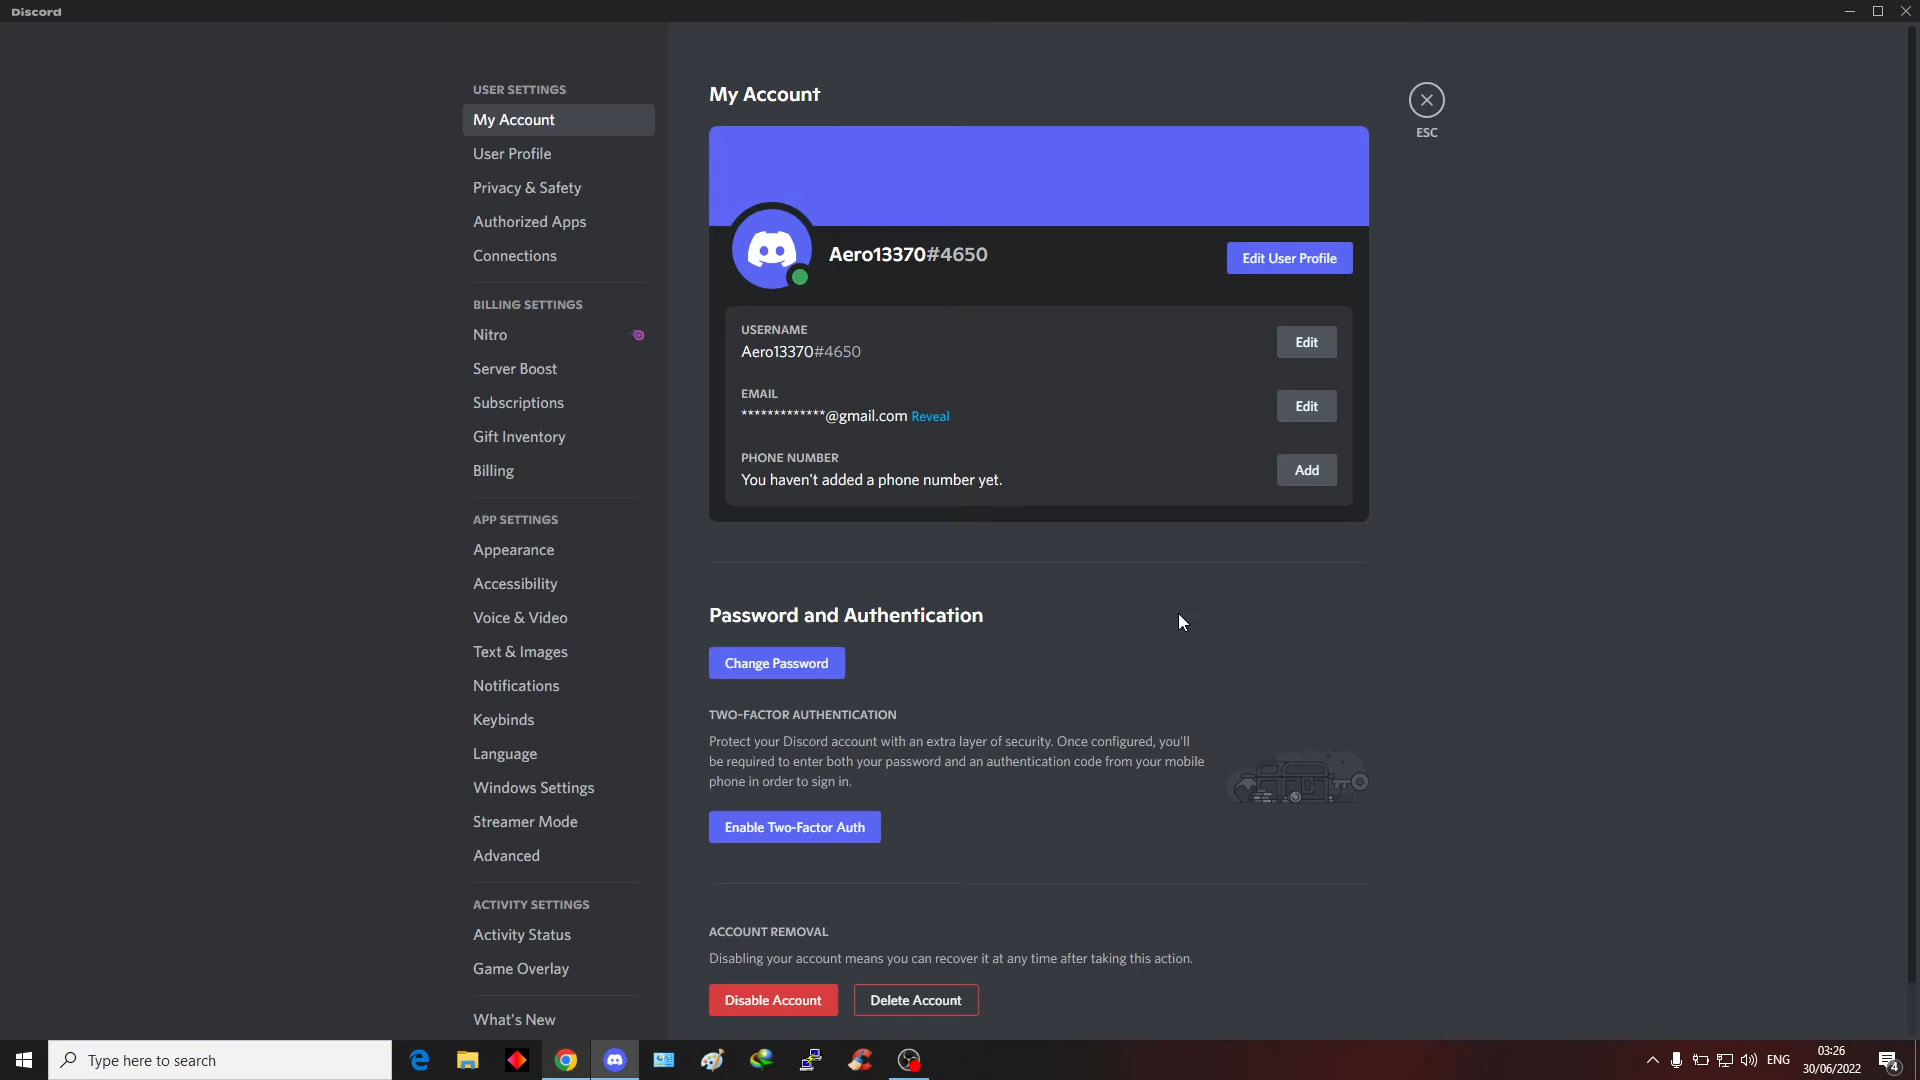 Discord
USER SETTINGS
My Account
User Profile
Privacy & Safety
Authorized Apps
Connections
BILLING SETTINGS
Nitro
Server Boost
Subscriptions
Gift Inventory
Billing
APP SETTINGS
Appearance
Accessibility
Voice & Video
Text & Images
Notifications
Keybinds
Language
Windows Settings
Streamer Mode
Advanced
ACTIVITY SETTINGS
Activity Status
Game Overlay
What's New
My Account
ESC
Aero13370#4650
Edit User Profile
USERNAME
Aero13370#4650
Edit
EMAIL
*************@gmail.com Reveal
Edit
PHONE NUMBER
You haven't added a phone number yet.
Add
Password and Authentication
Change Password
TWO-FACTOR AUTHENTICATION
Protect your Discord account with an extra layer of security. Once configured, you'll
be required to enter both your password and an authentication code from your mobile
phone in order to sign in.
Enable Two-Factor Auth
ACCOUNT REMOVAL
Disabling your account means you can recover it at any time after taking this action.
Disable Account
Delete Account
Type here to search
ENG
03:26
30/06/2022
4